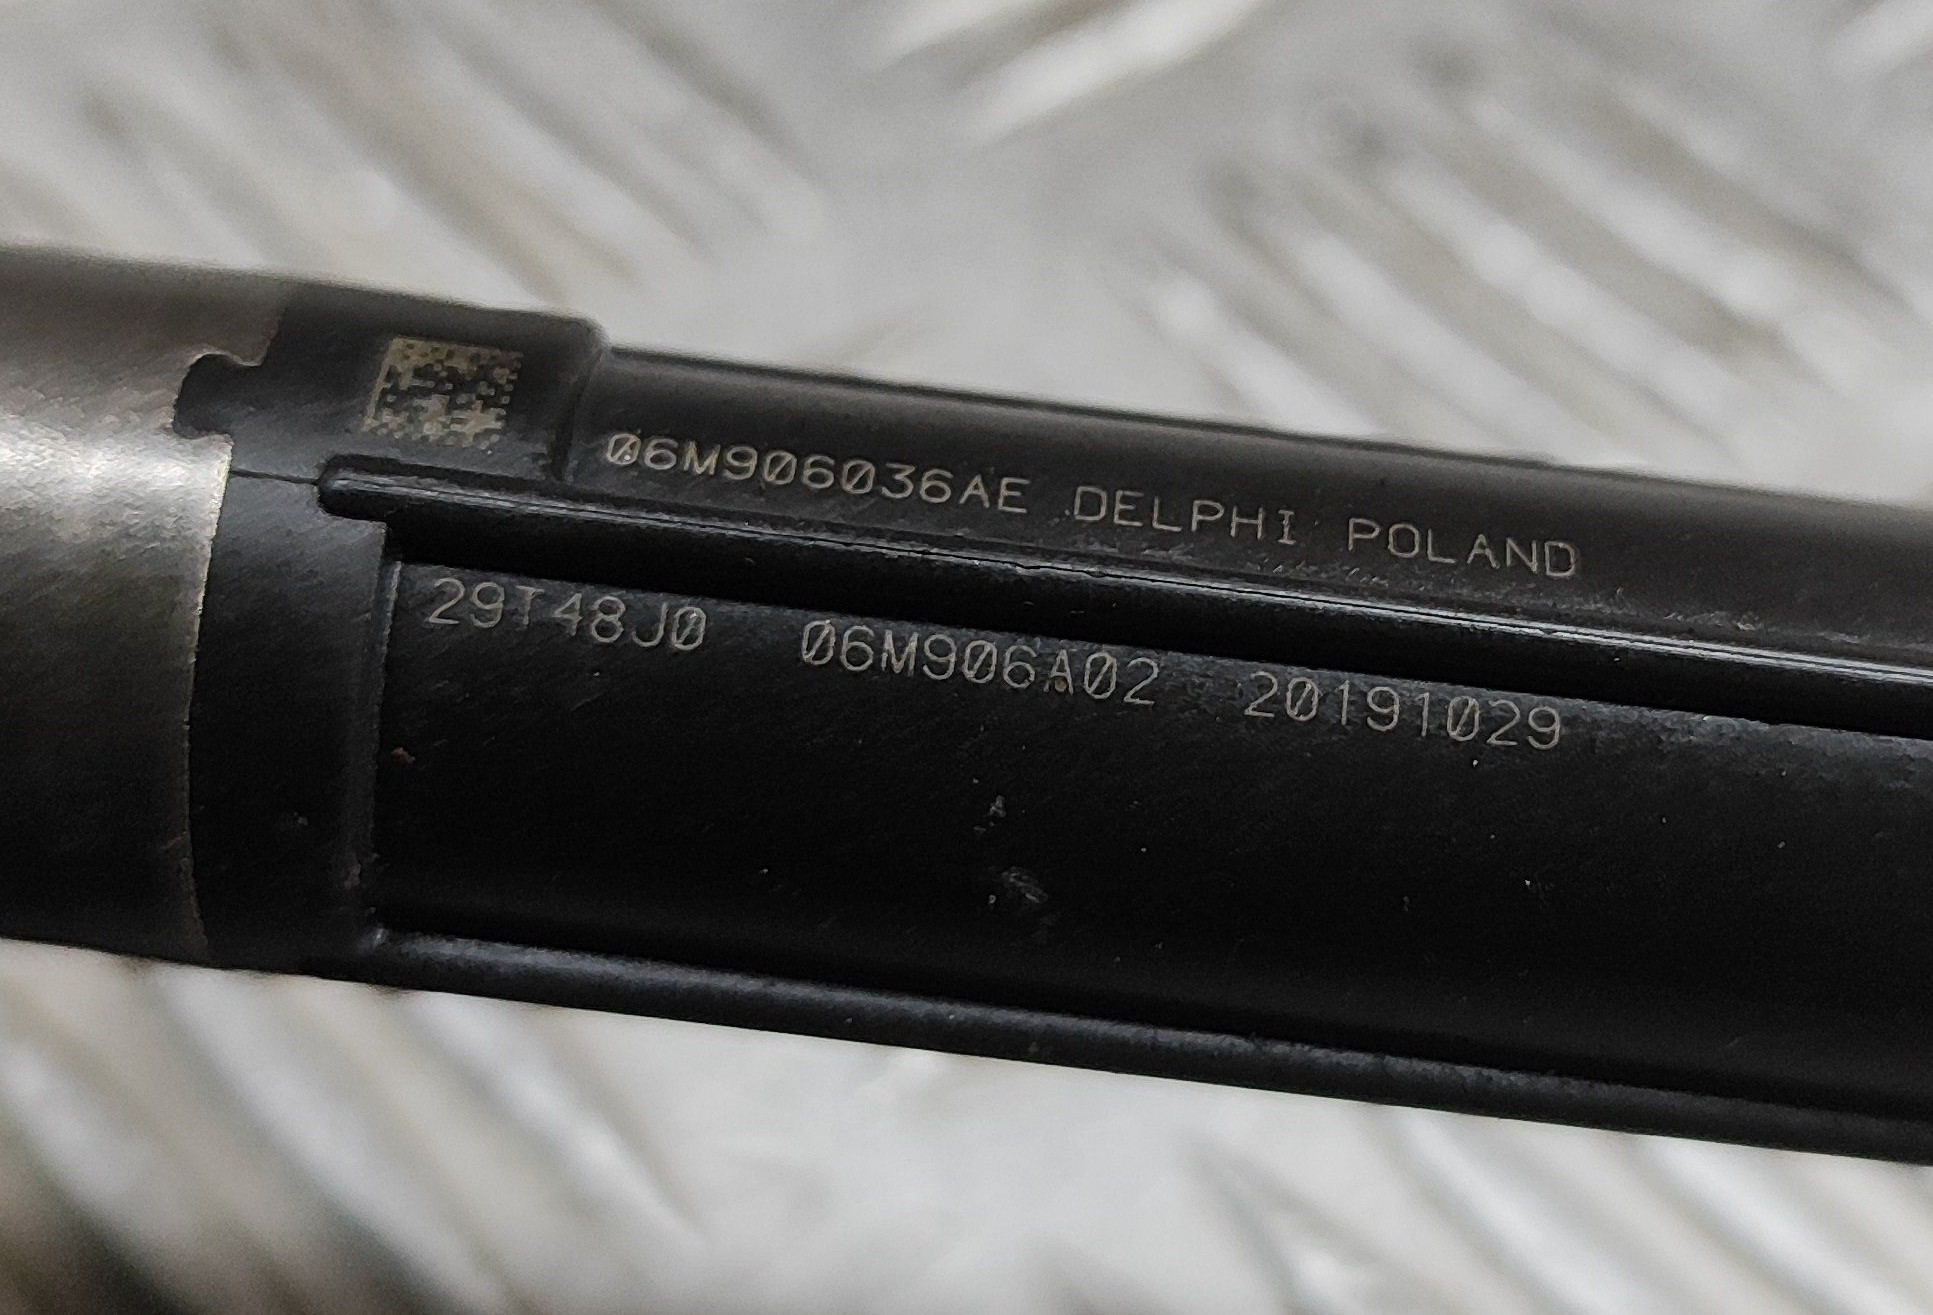 06M906036AE DELPHI POLAND
29T48J0 06M906A02 20191029